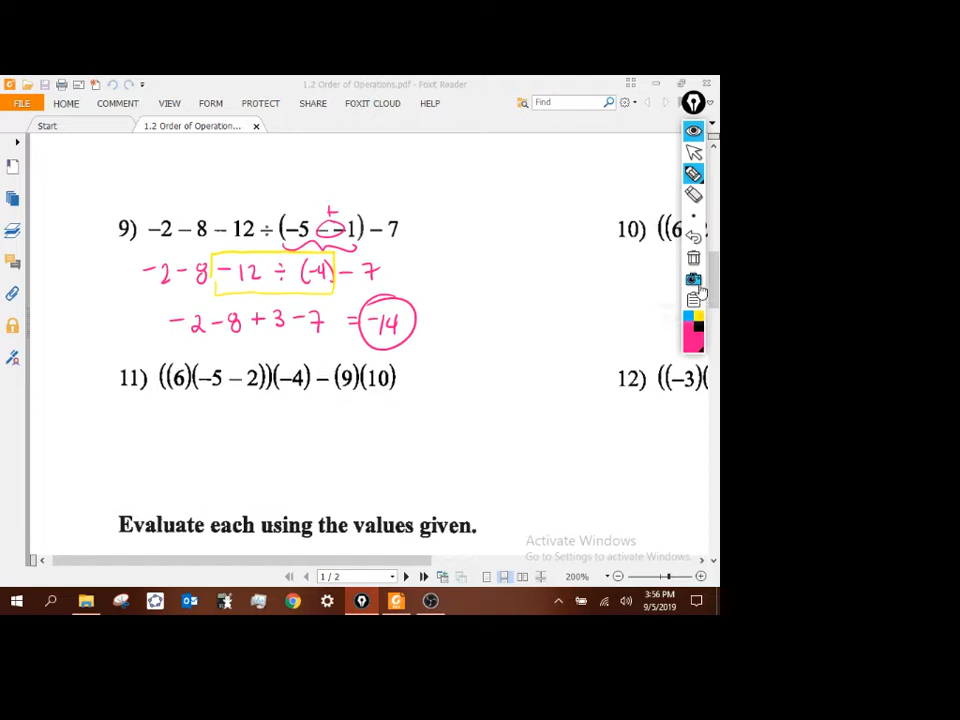 1.2 Order of Operations.pdf - Foxit Reader
FILE HOME COMMENT VIEW FORM PROTECT SHARE FOXIT CLOUD HELP Find
Start 1.2 Order of Operation...
9) −2 − 8 − 12 ÷ (−5 − −1) − 7
+
10) ((6
-2-8 -12 ÷ (-4) - 7
-2-8+3-7 = -14
11) ((6)(−5 − 2))(−4) − (9)(10)
12) ((−3)(
Evaluate each using the values given.
Activate Windows
Go to Settings to activate Windows.
1 / 2 200%
3:56 PM
9/5/2019